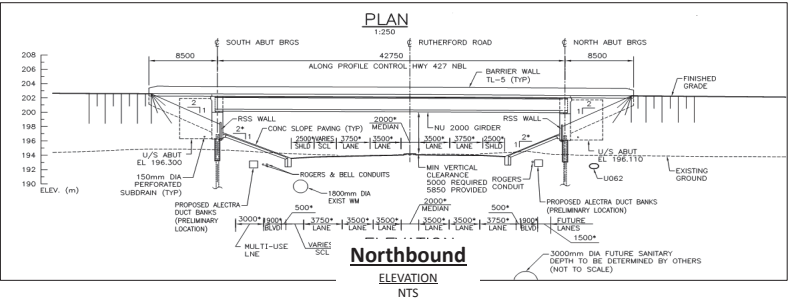 PLAN
1:250
℄ SOUTH ABUT BRGS
℄ RUTHERFORD ROAD
℄ NORTH ABUT BRGS
8500
42750
8500
ALONG PROFILE CONTROL HWY 427 NBL
BARRIER WALL
TL-5 (TYP)
FINISHED
GRADE
208
206
204
202
200
198
196
194
192
190
ELEV. (m)
2
1
2
1
RSS WALL
2*
1
CONC SLOPE PAVING (TYP)
2000*
MEDIAN
NU 2000 GIRDER
RSS WALL
2*
1
2500*
SHLD
VARIES
SCL
3750*
LANE
3500*
LANE
3500*
LANE
3750*
LANE
2500*
SHLD
U/S ABUT
EL 196.300
U/S ABUT
EL 196.110
150mm DIA
PERFORATED
SUBDRAIN (TYP)
ROGERS & BELL CONDUITS
MIN VERTICAL
CLEARANCE
5000 REQUIRED
5850 PROVIDED
ROGERS
CONDUIT
EXISTING
GROUND
U062
1800mm DIA
EXIST WM
PROPOSED ALECTRA
DUCT BANKS
(PRELIMINARY
LOCATION)
PROPOSED ALECTRA
DUCT BANKS
(PRELIMINARY LOCATION)
2000*
MEDIAN
500*
500*
3000*
1900*
BLVD
3750*
LANE
3500*
LANE
3500*
LANE
3500*
LANE
3750*
LANE
1900*
BLVD
FUTURE
LANES
1500*
MULTI-USE
LNE
VARIES
SCL
ELEVATION
Northbound
ELEVATION
NTS
3000mm DIA FUTURE SANITARY
DEPTH TO BE DETERMINED BY OTHERS
(NOT TO SCALE)